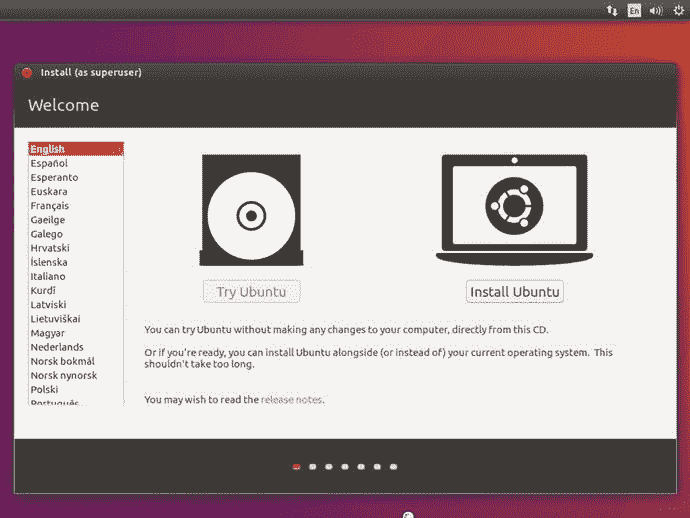 En
Install (as superuser)
Welcome
English
Español
Esperanto
Euskara
Français
Gaeilge
Galego
Hrvatski
Íslenska
Italiano
Kurdî
Latviski
Lietuviškai
Magyar
Nederlands
Norsk bokmål
Norsk nynorsk
Polski
Português
Try Ubuntu
Install Ubuntu
You can try Ubuntu without making any changes to your computer, directly from this CD.
Or if you're ready, you can install Ubuntu alongside (or instead of) your current operating system. This
shouldn't take too long.
You may wish to read the release notes.